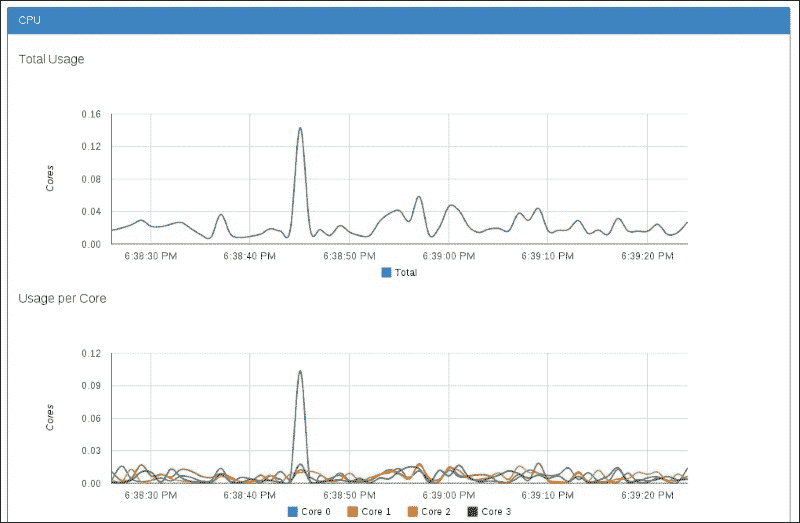 CPU
Total Usage
0.16
0.12
0.08
0.04
0.00
Cores
6:38:30 PM 6:38:40 PM 6:38:50 PM 6:39:00 PM 6:39:10 PM 6:39:20 PM
Total
Usage per Core
0.12
0.09
0.06
0.03
0.00
Cores
6:38:30 PM 6:38:40 PM 6:38:50 PM 6:39:00 PM 6:39:10 PM 6:39:20 PM
Core 0 Core 1 Core 2 Core 3